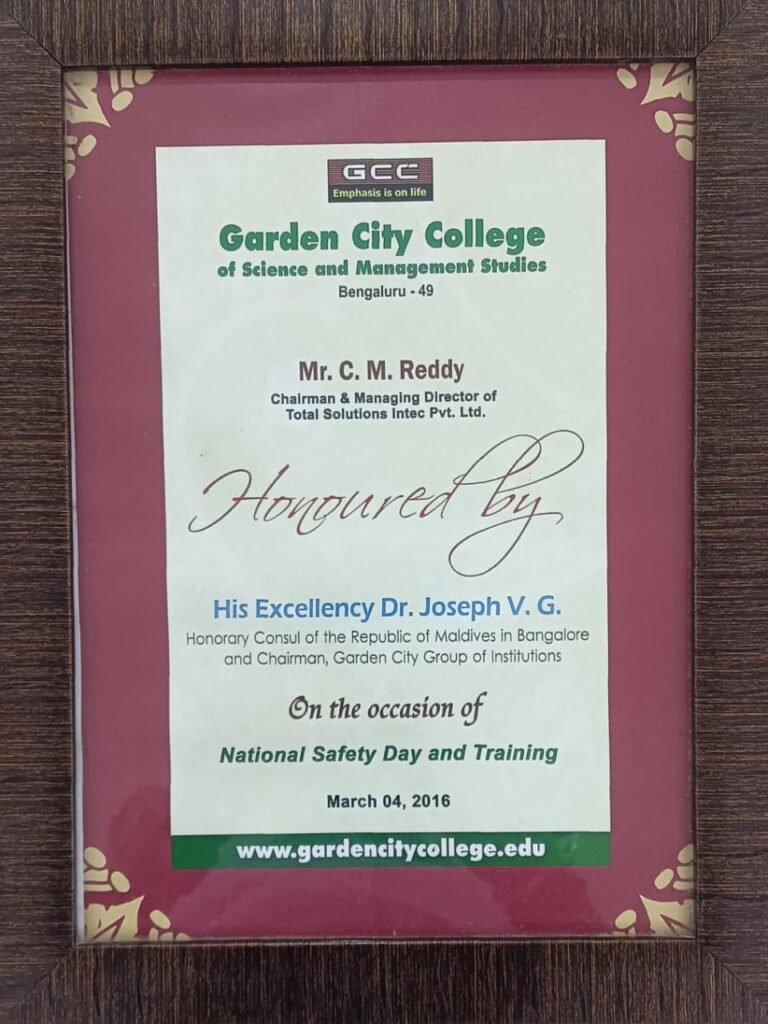 GCC
Emphasis is on life
Garden City College
of Science and Management Studies
Bengaluru - 49
Mr. C. M. Reddy
Chairman & Managing Director of
Total Solutions Intec Pvt. Ltd.
Honoured by
His Excellency Dr. Joseph V. G.
Honorary Consul of the Republic of Maldives in Bangalore
and Chairman, Garden City Group of Institutions
On the occasion of
National Safety Day and Training
March 04, 2016
www.gardencitycollege.edu